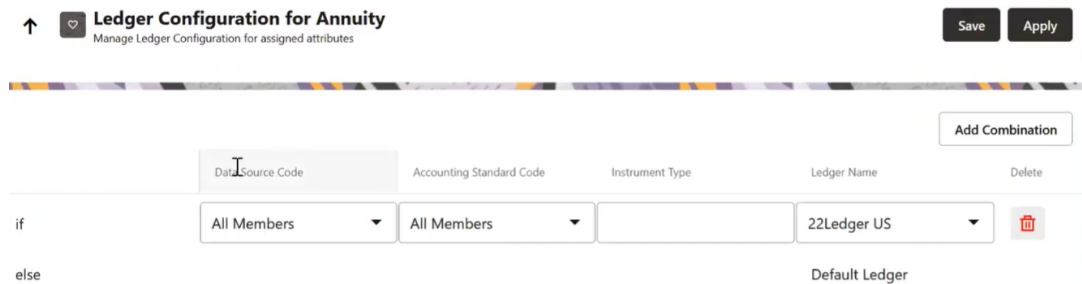 Ledger Configuration for Annuity
Manage Ledger Configuration for assigned attributes
Save Apply
Add Combination
Data Source Code Accounting Standard Code Instrument Type Ledger Name Delete
if All Members All Members 22Ledger US
else Default Ledger